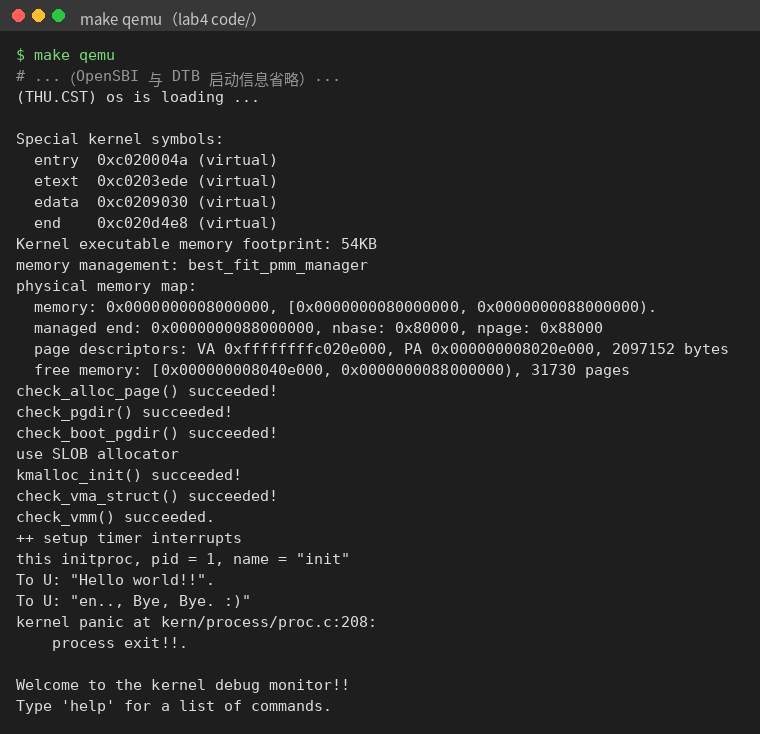 make qemu（lab4 code/）
$ make qemu
# ...（OpenSBI 与 DTB 启动信息省略）...
(THU.CST) os is loading ...
Special kernel symbols:
  entry  0xc020004a (virtual)
  etext  0xc0203ede (virtual)
  edata  0xc0209030 (virtual)
  end    0xc020d4e8 (virtual)
Kernel executable memory footprint: 54KB
memory management: best_fit_pmm_manager
physical memory map:
  memory: 0x0000000008000000, [0x0000000080000000, 0x0000000088000000).
  managed end: 0x0000000088000000, nbase: 0x80000, npage: 0x88000
  page descriptors: VA 0xffffffffc020e000, PA 0x000000008020e000, 2097152 bytes
  free memory: [0x000000008040e000, 0x0000000088000000), 31730 pages
check_alloc_page() succeeded!
check_pgdir() succeeded!
check_boot_pgdir() succeeded!
use SLOB allocator
kmalloc_init() succeeded!
check_vma_struct() succeeded!
check_vmm() succeeded.
++ setup timer interrupts
this initproc, pid = 1, name = "init"
To U: "Hello world!!".
To U: "en.., Bye, Bye. :)"
kernel panic at kern/process/proc.c:208:
    process exit!!.
Welcome to the kernel debug monitor!!
Type 'help' for a list of commands.